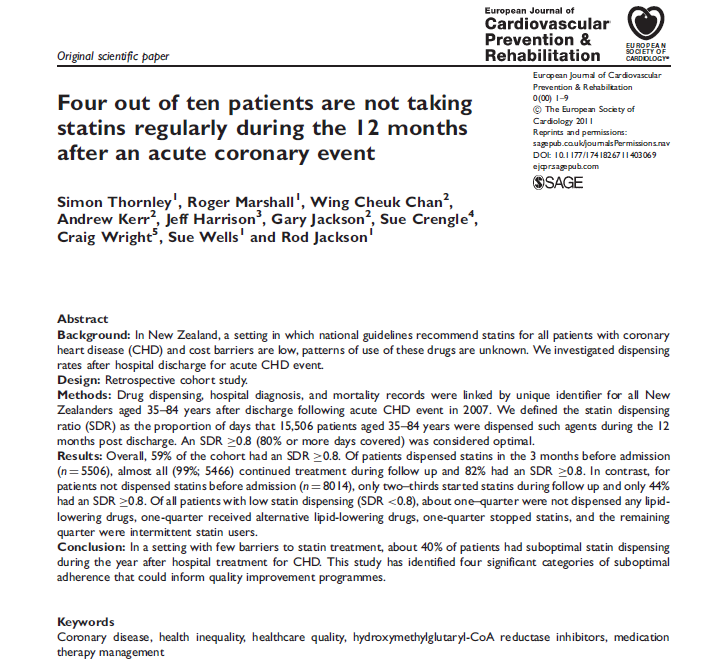 Original scientific paper
European Journal of
Cardiovascular
Prevention &
Rehabilitation
EUROPEAN
SOCIETY OF
CARDIOLOGY®
Four out of ten patients are not taking
statins regularly during the 12 months
after an acute coronary event
European Journal of Cardiovascular
Prevention & Rehabilitation
0(00) 1–9
© The European Society of
Cardiology 2011
Reprints and permissions:
sagepub.co.uk/journalsPermissions.nav
DOI: 10.1177/1741826711403069
ejcpr.sagepub.com
SAGE
Simon Thornley1, Roger Marshall1, Wing Cheuk Chan2,
Andrew Kerr2, Jeff Harrison3, Gary Jackson2, Sue Crengle4,
Craig Wright5, Sue Wells1 and Rod Jackson1
Abstract
Background: In New Zealand, a setting in which national guidelines recommend statins for all patients with coronary
heart disease (CHD) and cost barriers are low, patterns of use of these drugs are unknown. We investigated dispensing
rates after hospital discharge for acute CHD event.
Design: Retrospective cohort study.
Methods: Drug dispensing, hospital diagnosis, and mortality records were linked by unique identifier for all New
Zealanders aged 35–84 years after discharge following acute CHD event in 2007. We defined the statin dispensing
ratio (SDR) as the proportion of days that 15,506 patients aged 35–84 years were dispensed such agents during the 12
months post discharge. An SDR ≥0.8 (80% or more days covered) was considered optimal.
Results: Overall, 59% of the cohort had an SDR ≥0.8. Of patients dispensed statins in the 3 months before admission
(n = 5506), almost all (99%; 5466) continued treatment during follow up and 82% had an SDR ≥0.8. In contrast, for
patients not dispensed statins before admission (n = 8014), only two–thirds started statins during follow up and only 44%
had an SDR ≥0.8. Of all patients with low statin dispensing (SDR <0.8), about one–quarter were not dispensed any lipid-
lowering drugs, one-quarter received alternative lipid-lowering drugs, one-quarter stopped statins, and the remaining
quarter were intermittent statin users.
Conclusion: In a setting with few barriers to statin treatment, about 40% of patients had suboptimal statin dispensing
during the year after hospital treatment for CHD. This study has identified four significant categories of suboptimal
adherence that could inform quality improvement programmes.
Keywords
Coronary disease, health inequality, healthcare quality, hydroxymethylglutaryl-CoA reductase inhibitors, medication
therapy management